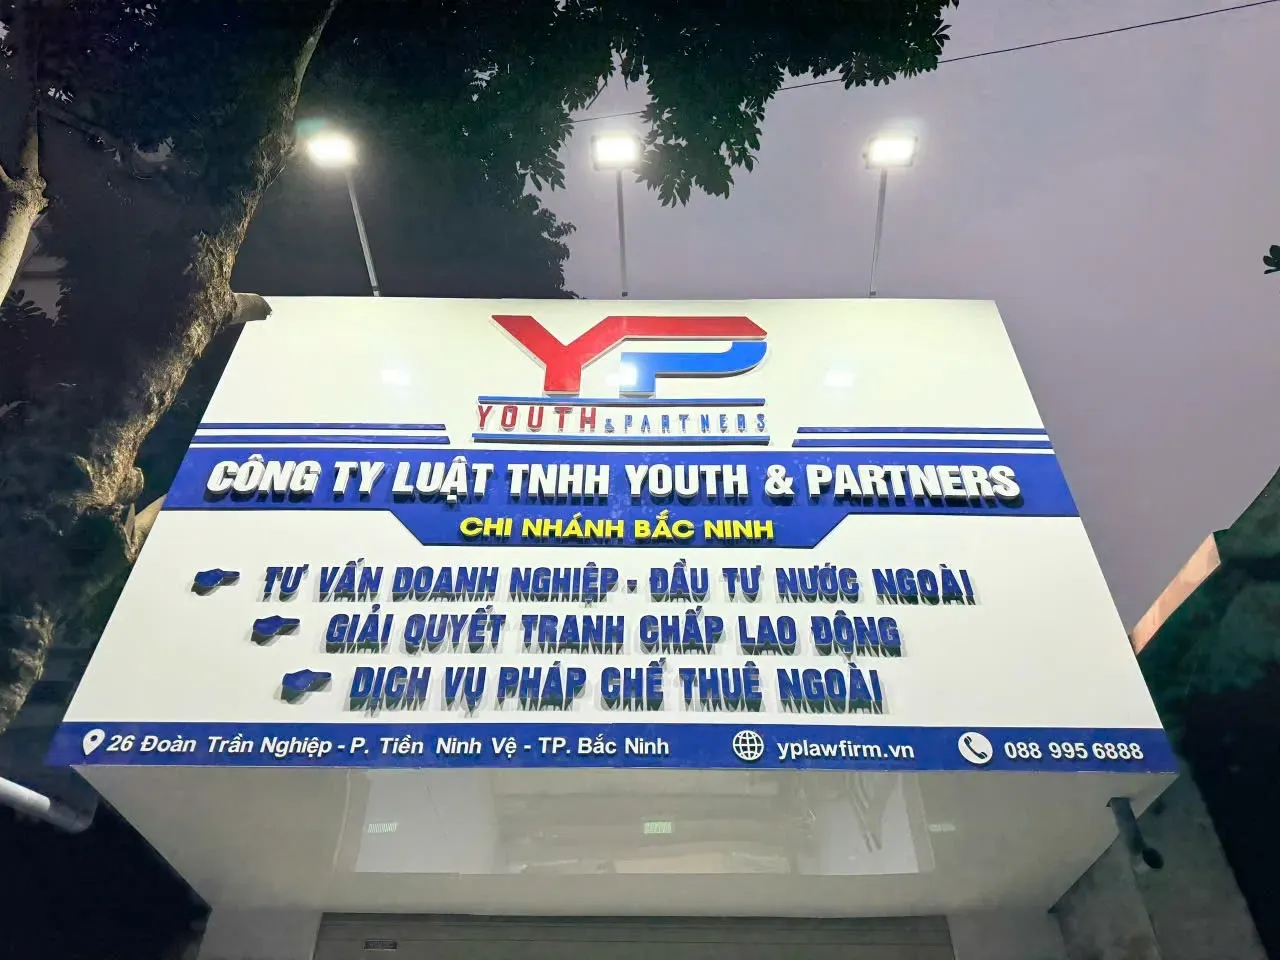 YP
YOUTH & PARTNERS
CÔNG TY LUẬT TNHH YOUTH & PARTNERS
CHI NHÁNH BẮC NINH
TƯ VẤN DOANH NGHIỆP - ĐẦU TƯ NƯỚC NGOÀI
GIẢI QUYẾT TRANH CHẤP LAO ĐỘNG
DỊCH VỤ PHÁP CHẾ THUÊ NGOÀI
26 Đoàn Trần Nghiệp - P. Tiền Ninh Vệ - TP. Bắc Ninh yplawfirm.vn 088 995 6888